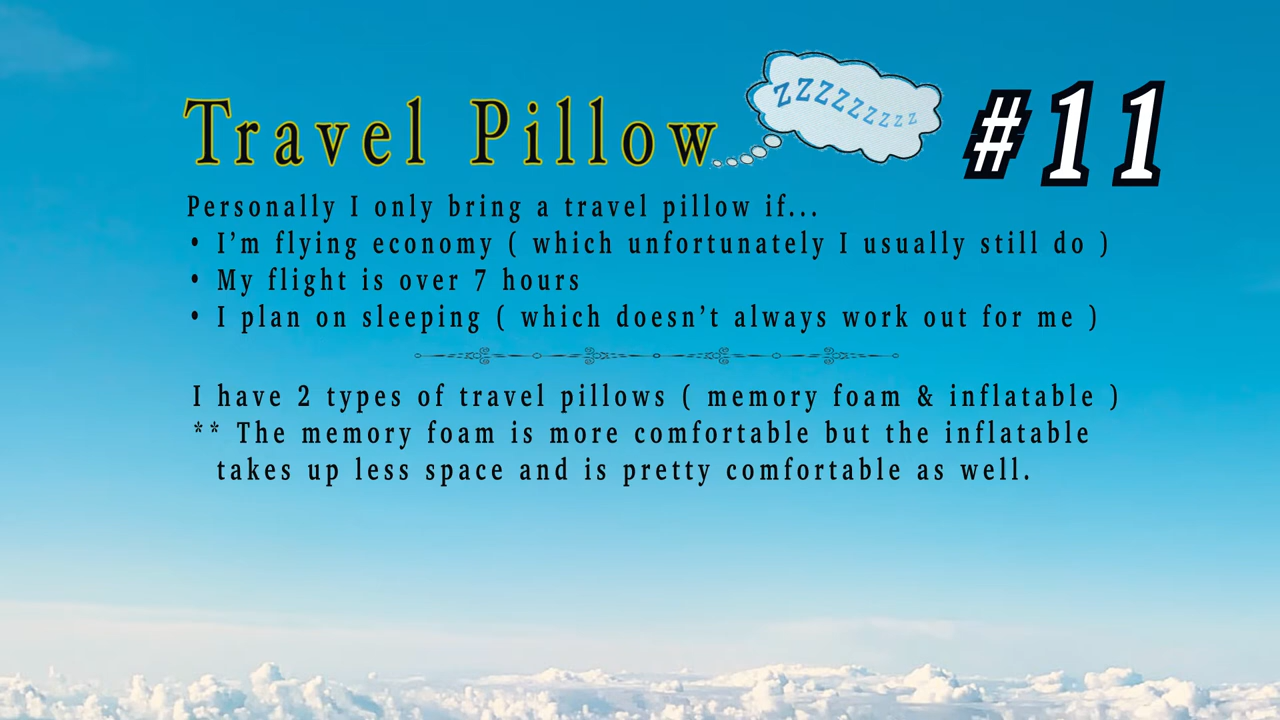 Travel Pillow
ZZZZZZZZZ
#11
Personally I only bring a travel pillow if...
• I’m flying economy ( which unfortunately I usually still do )
• My flight is over 7 hours
• I plan on sleeping ( which doesn’t always work out for me )
I have 2 types of travel pillows ( memory foam & inflatable )
** The memory foam is more comfortable but the inflatable
takes up less space and is pretty comfortable as well.